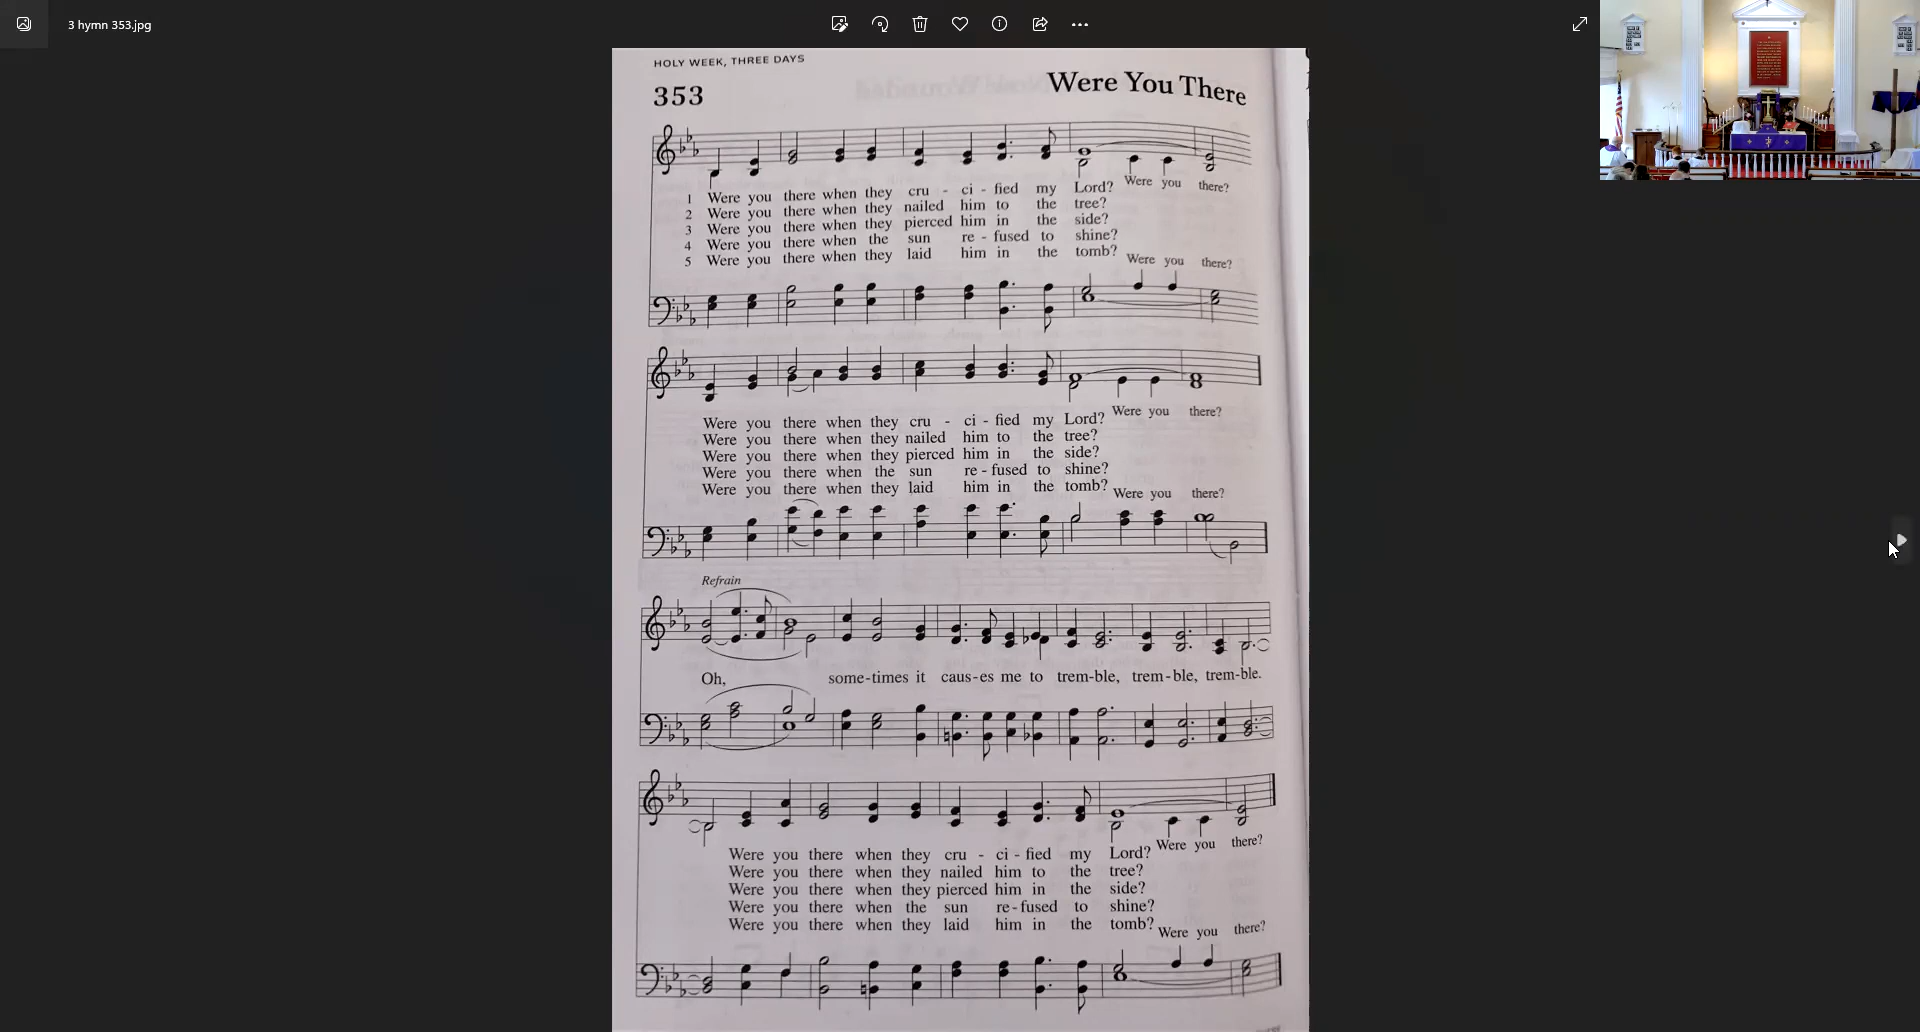 3 hymn 353.jpg
HOLY WEEK, THREE DAYS
353
Were You There
1 Were you there when they cru - ci - fied my Lord? Were you there?
2 Were you there when they nailed him to the tree?
3 Were you there when they pierced him in the side?
4 Were you there when the sun re - fused to shine?
5 Were you there when they laid him in the tomb? Were you there?
Were you there when they cru - ci - fied my Lord? Were you there?
Were you there when they nailed him to the tree?
Were you there when they pierced him in the side?
Were you there when the sun re - fused to shine?
Were you there when they laid him in the tomb? Were you there?
Refrain
Oh, some-times it caus-es me to trem-ble, trem-ble, trem-ble.
Were you there when they cru - ci - fied my Lord? Were you there?
Were you there when they nailed him to the tree?
Were you there when they pierced him in the side?
Were you there when the sun re-fused to shine?
Were you there when they laid him in the tomb? Were you there?